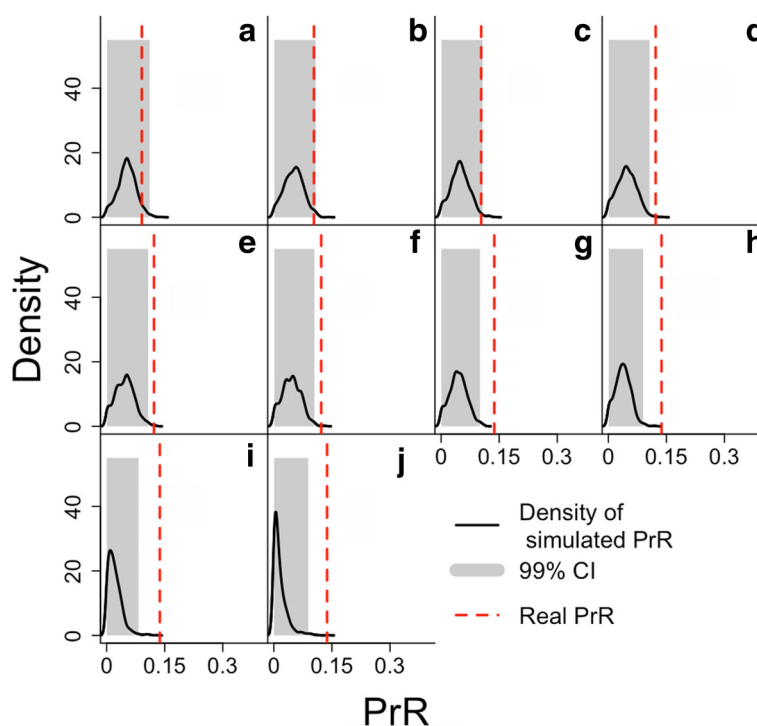 a b c d
40
20
0
e f g h
40
20
0
Density
0 0.15 0.3 0 0.15 0.3
i j
40
20
0
0 0.15 0.3 0 0.15 0.3
Density of
simulated PrR
99% CI
Real PrR
PrR